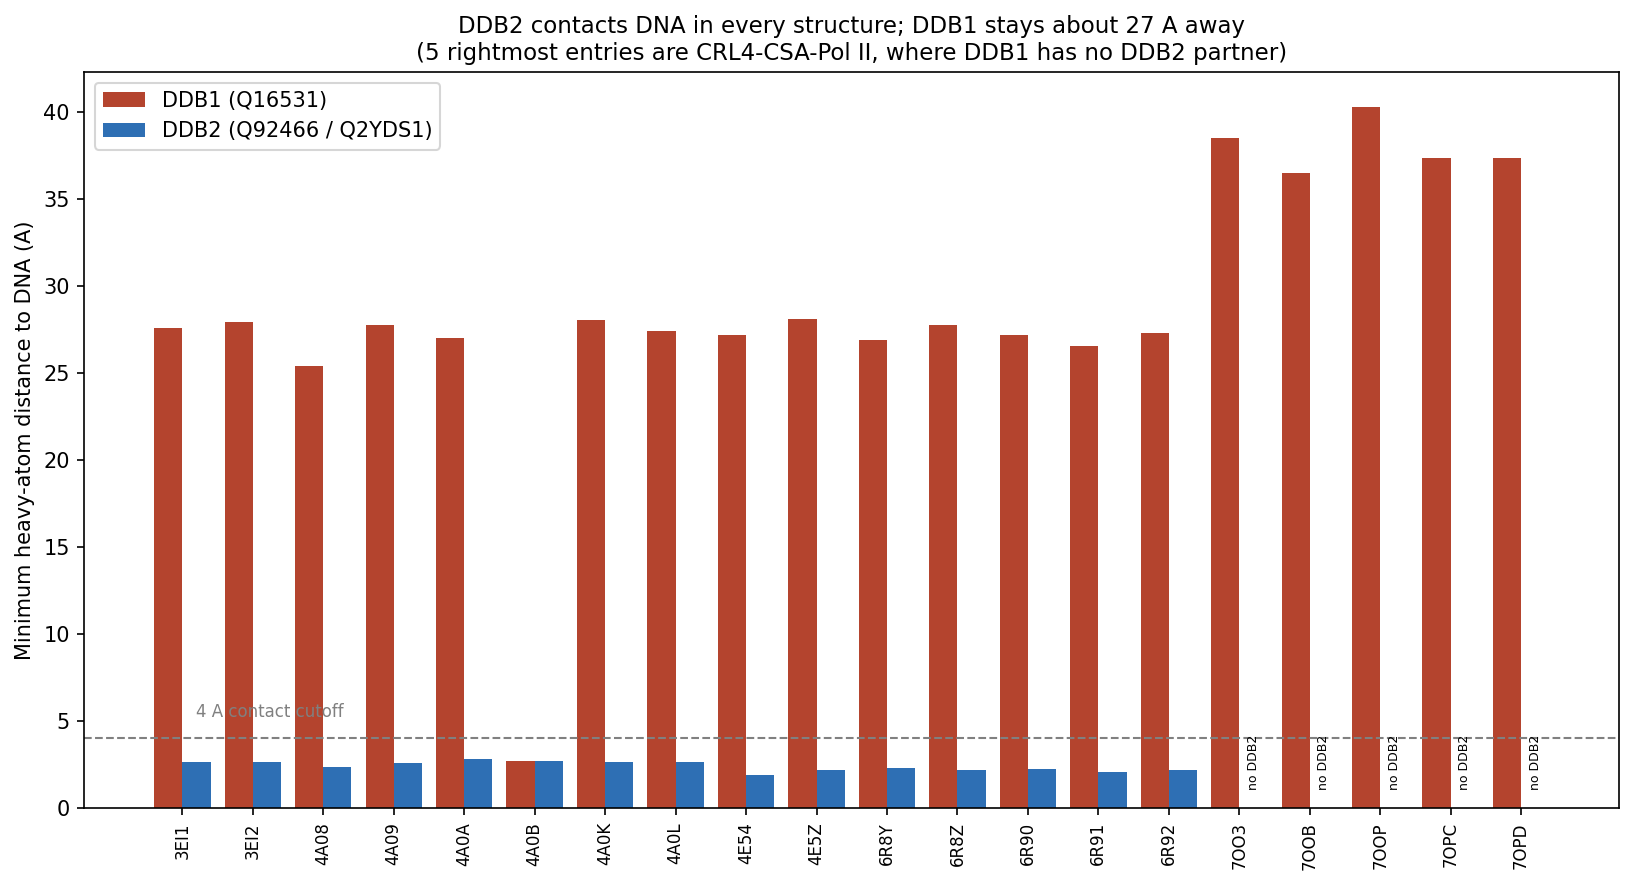 DDB2 contacts DNA in every structure; DDB1 stays about 27 A away
(5 rightmost entries are CRL4-CSA-Pol II, where DDB1 has no DDB2 partner)
DDB1 (Q16531)
DDB2 (Q92466 / Q2YDS1)
Minimum heavy-atom distance to DNA (A)
40
35
30
25
20
15
10
5
0
4 A contact cutoff
no DDB2
no DDB2
no DDB2
no DDB2
no DDB2
3EI1
3EI2
4A08
4A09
4A0A
4A0B
4A0K
4A0L
4E54
4E5Z
6R8Y
6R8Z
6R90
6R91
6R92
7OO3
7OOB
7OOP
7OPC
7OPD